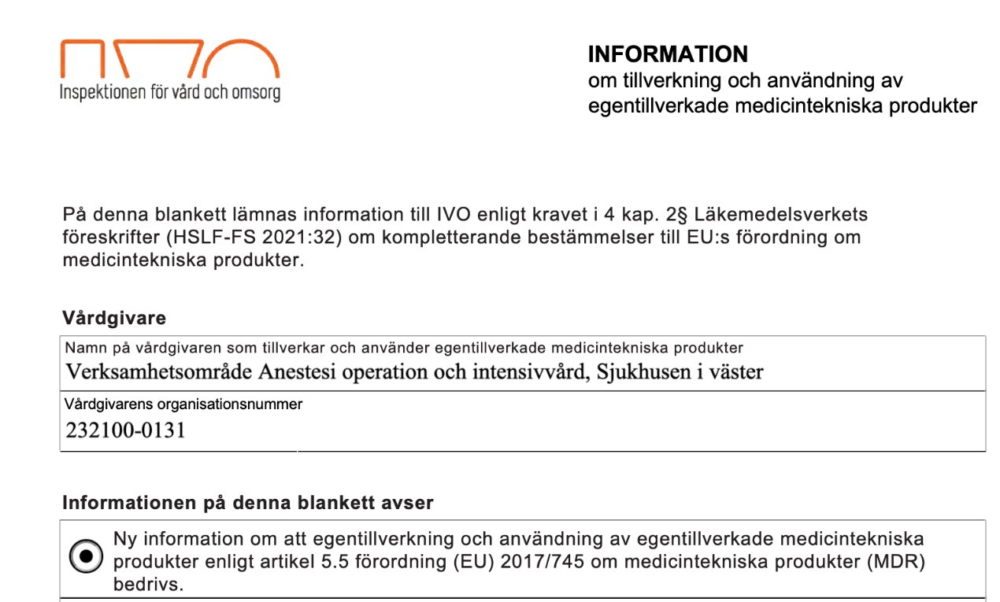 Inspektionen för vård och omsorg
INFORMATION
om tillverkning och användning av
egentillverkade medicintekniska produkter
På denna blankett lämnas information till IVO enligt kravet i 4 kap. 2§ Läkemedelsverkets
föreskrifter (HSLF-FS 2021:32) om kompletterande bestämmelser till EU:s förordning om
medicintekniska produkter.
Vårdgivare
Namn på vårdgivaren som tillverkar och använder egentillverkade medicintekniska produkter
Verksamhetsområde Anestesi operation och intensivvård, Sjukhusen i väster
Vårdgivarens organisationsnummer
232100-0131
Informationen på denna blankett avser
Ny information om att egentillverkning och användning av egentillverkade medicintekniska
produkter enligt artikel 5.5 förordning (EU) 2017/745 om medicintekniska produkter (MDR)
bedrivs.